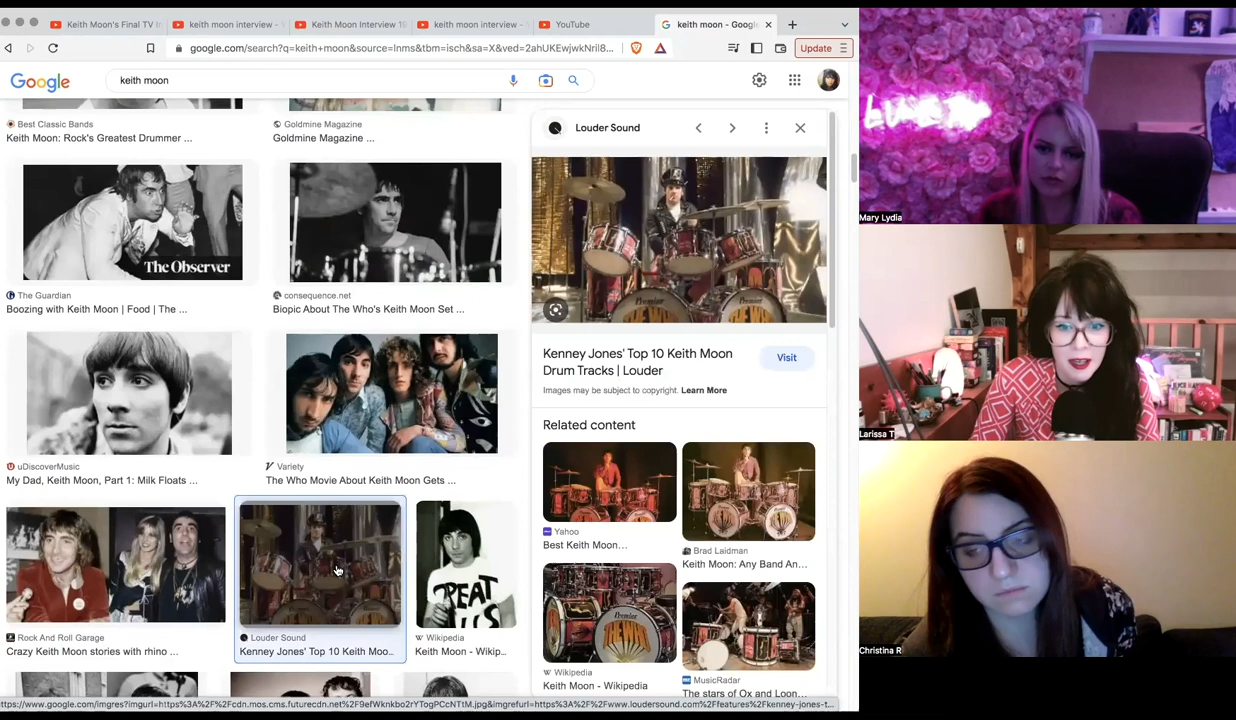 Keith Moon's Final TV In
keith moon interview -
Keith Moon Interview 19
keith moon interview -
YouTube
keith moon - Google
google.com/search?q=keith+moon&source=lnms&tbm=isch&sa=X&ved=2ahUKEwjwkNril8...
Update
Google
keith moon
Best Classic Bands
Keith Moon: Rock's Greatest Drummer ...
Goldmine Magazine
Goldmine Magazine ...
The Observer
The Guardian
Boozing with Keith Moon | Food | The ...
consequence.net
Biopic About The Who's Keith Moon Set ...
uDiscoverMusic
My Dad, Keith Moon, Part 1: Milk Floats ...
Variety
The Who Movie About Keith Moon Gets ...
Rock And Roll Garage
Crazy Keith Moon stories with rhino ...
Louder Sound
Kenney Jones' Top 10 Keith Moo...
Wikipedia
Keith Moon - Wikip...
Louder Sound
Premier
Kenney Jones' Top 10 Keith Moon
Drum Tracks | Louder
Visit
Images may be subject to copyright. Learn More
Related content
Yahoo
Best Keith Moon...
Brad Laidman
Keith Moon: Any Band An...
Premier
THE WHO
Wikipedia
Keith Moon - Wikipedia
MusicRadar
The stars of Ox and Loon...
Mary Lydia
Larissa T
Christina R